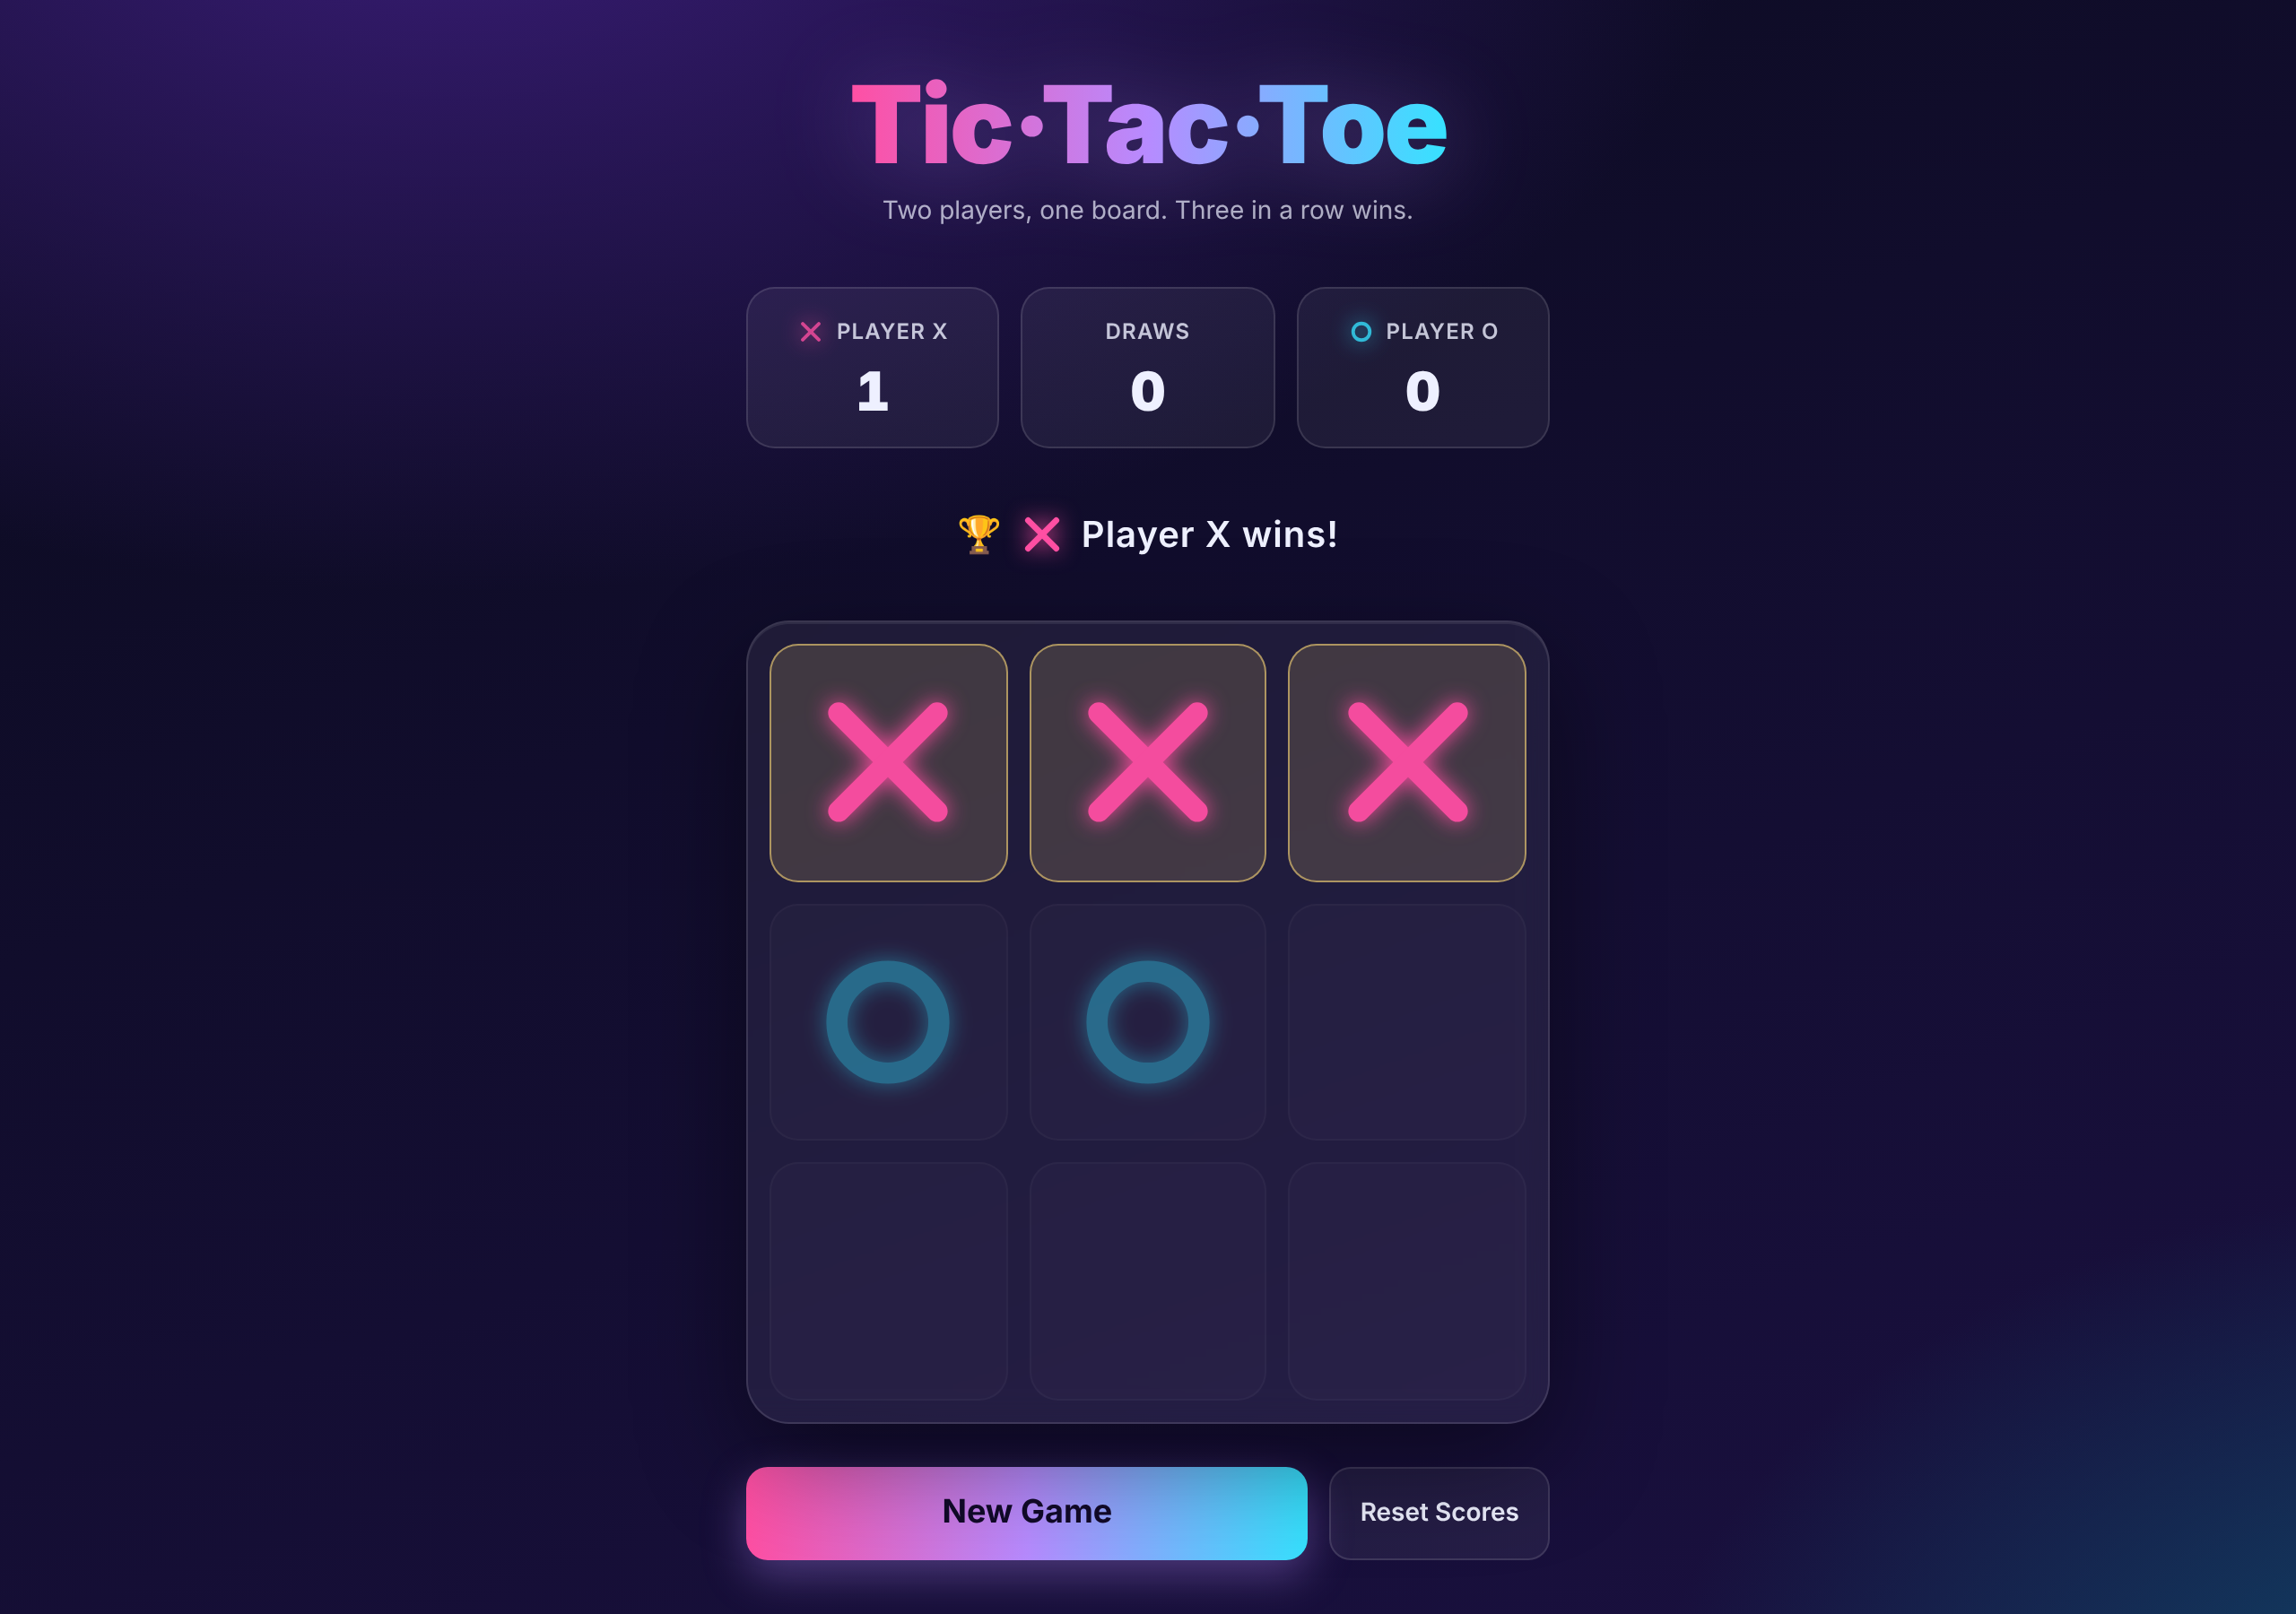 Tic·Tac·Toe
Two players, one board. Three in a row wins.
PLAYER X
1
DRAWS
0
PLAYER O
0
🏆 Player X wins!
New Game
Reset Scores